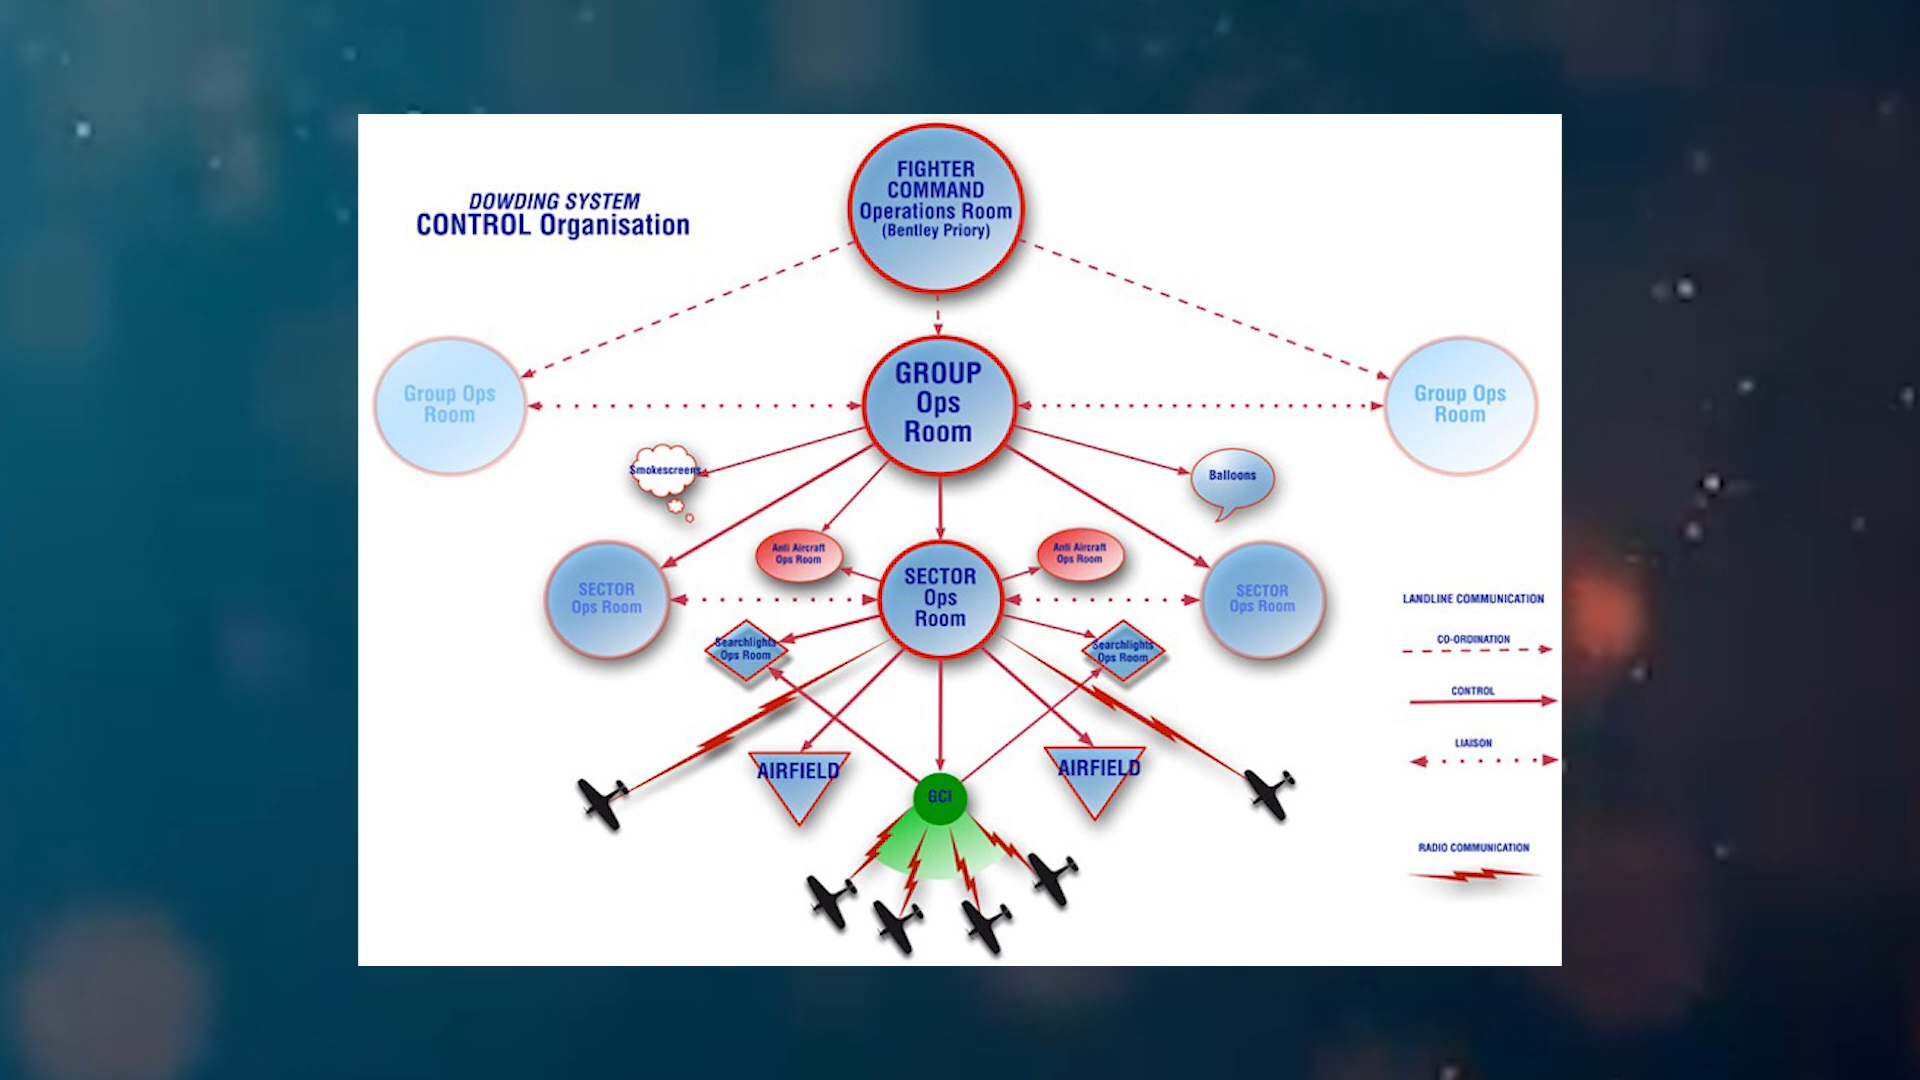 DOWDING SYSTEM
CONTROL Organisation
FIGHTER
COMMAND
Operations Room
(Bentley Priory)
Group Ops
Room
GROUP
Ops
Room
Group Ops
Room
Smokescreens
Balloons
Anti Aircraft
Ops Room
Anti Aircraft
Ops Room
SECTOR
Ops Room
SECTOR
Ops
Room
SECTOR
Ops Room
Searchlights
Ops Room
Searchlights
Ops Room
AIRFIELD
GCI
AIRFIELD
LANDLINE COMMUNICATION
CO-ORDINATION
CONTROL
LIAISON
RADIO COMMUNICATION